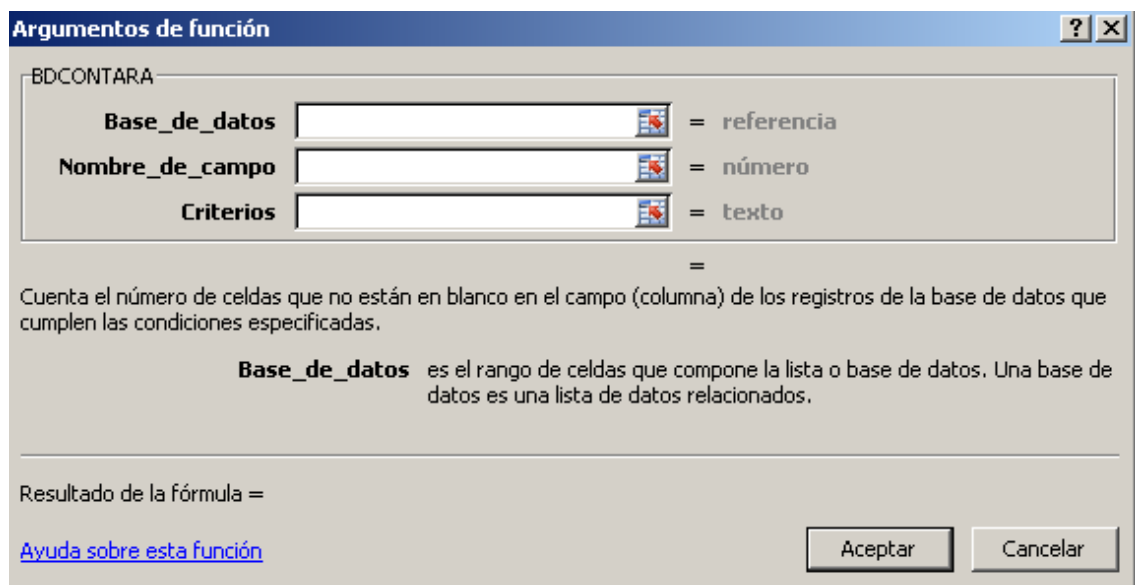 Argumentos de función
BDCONTARA
Base_de_datos = referencia
Nombre_de_campo = número
Criterios = texto
=
Cuenta el número de celdas que no están en blanco en el campo (columna) de los registros de la base de datos que
cumplen las condiciones especificadas.
Base_de_datos es el rango de celdas que compone la lista o base de datos. Una base de
datos es una lista de datos relacionados.
Resultado de la fórmula =
Ayuda sobre esta función Aceptar Cancelar